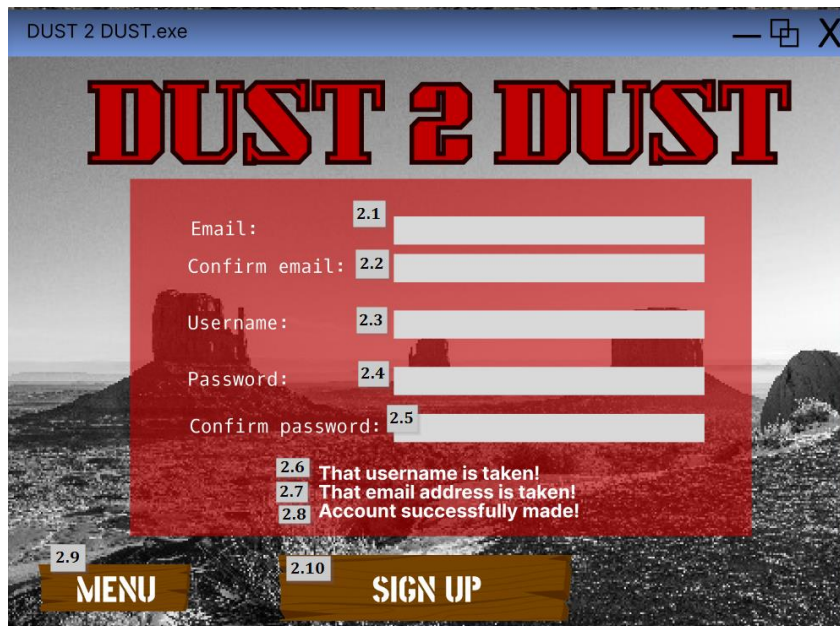 DUST 2 DUST.exe
DUST 2 DUST
2.1
Email:
Confirm email: 2.2
Username: 2.3
Password: 2.4
Confirm password: 2.5
2.6 That username is taken!
2.7 That email address is taken!
2.8 Account successfully made!
2.9
MENU
2.10
SIGN UP